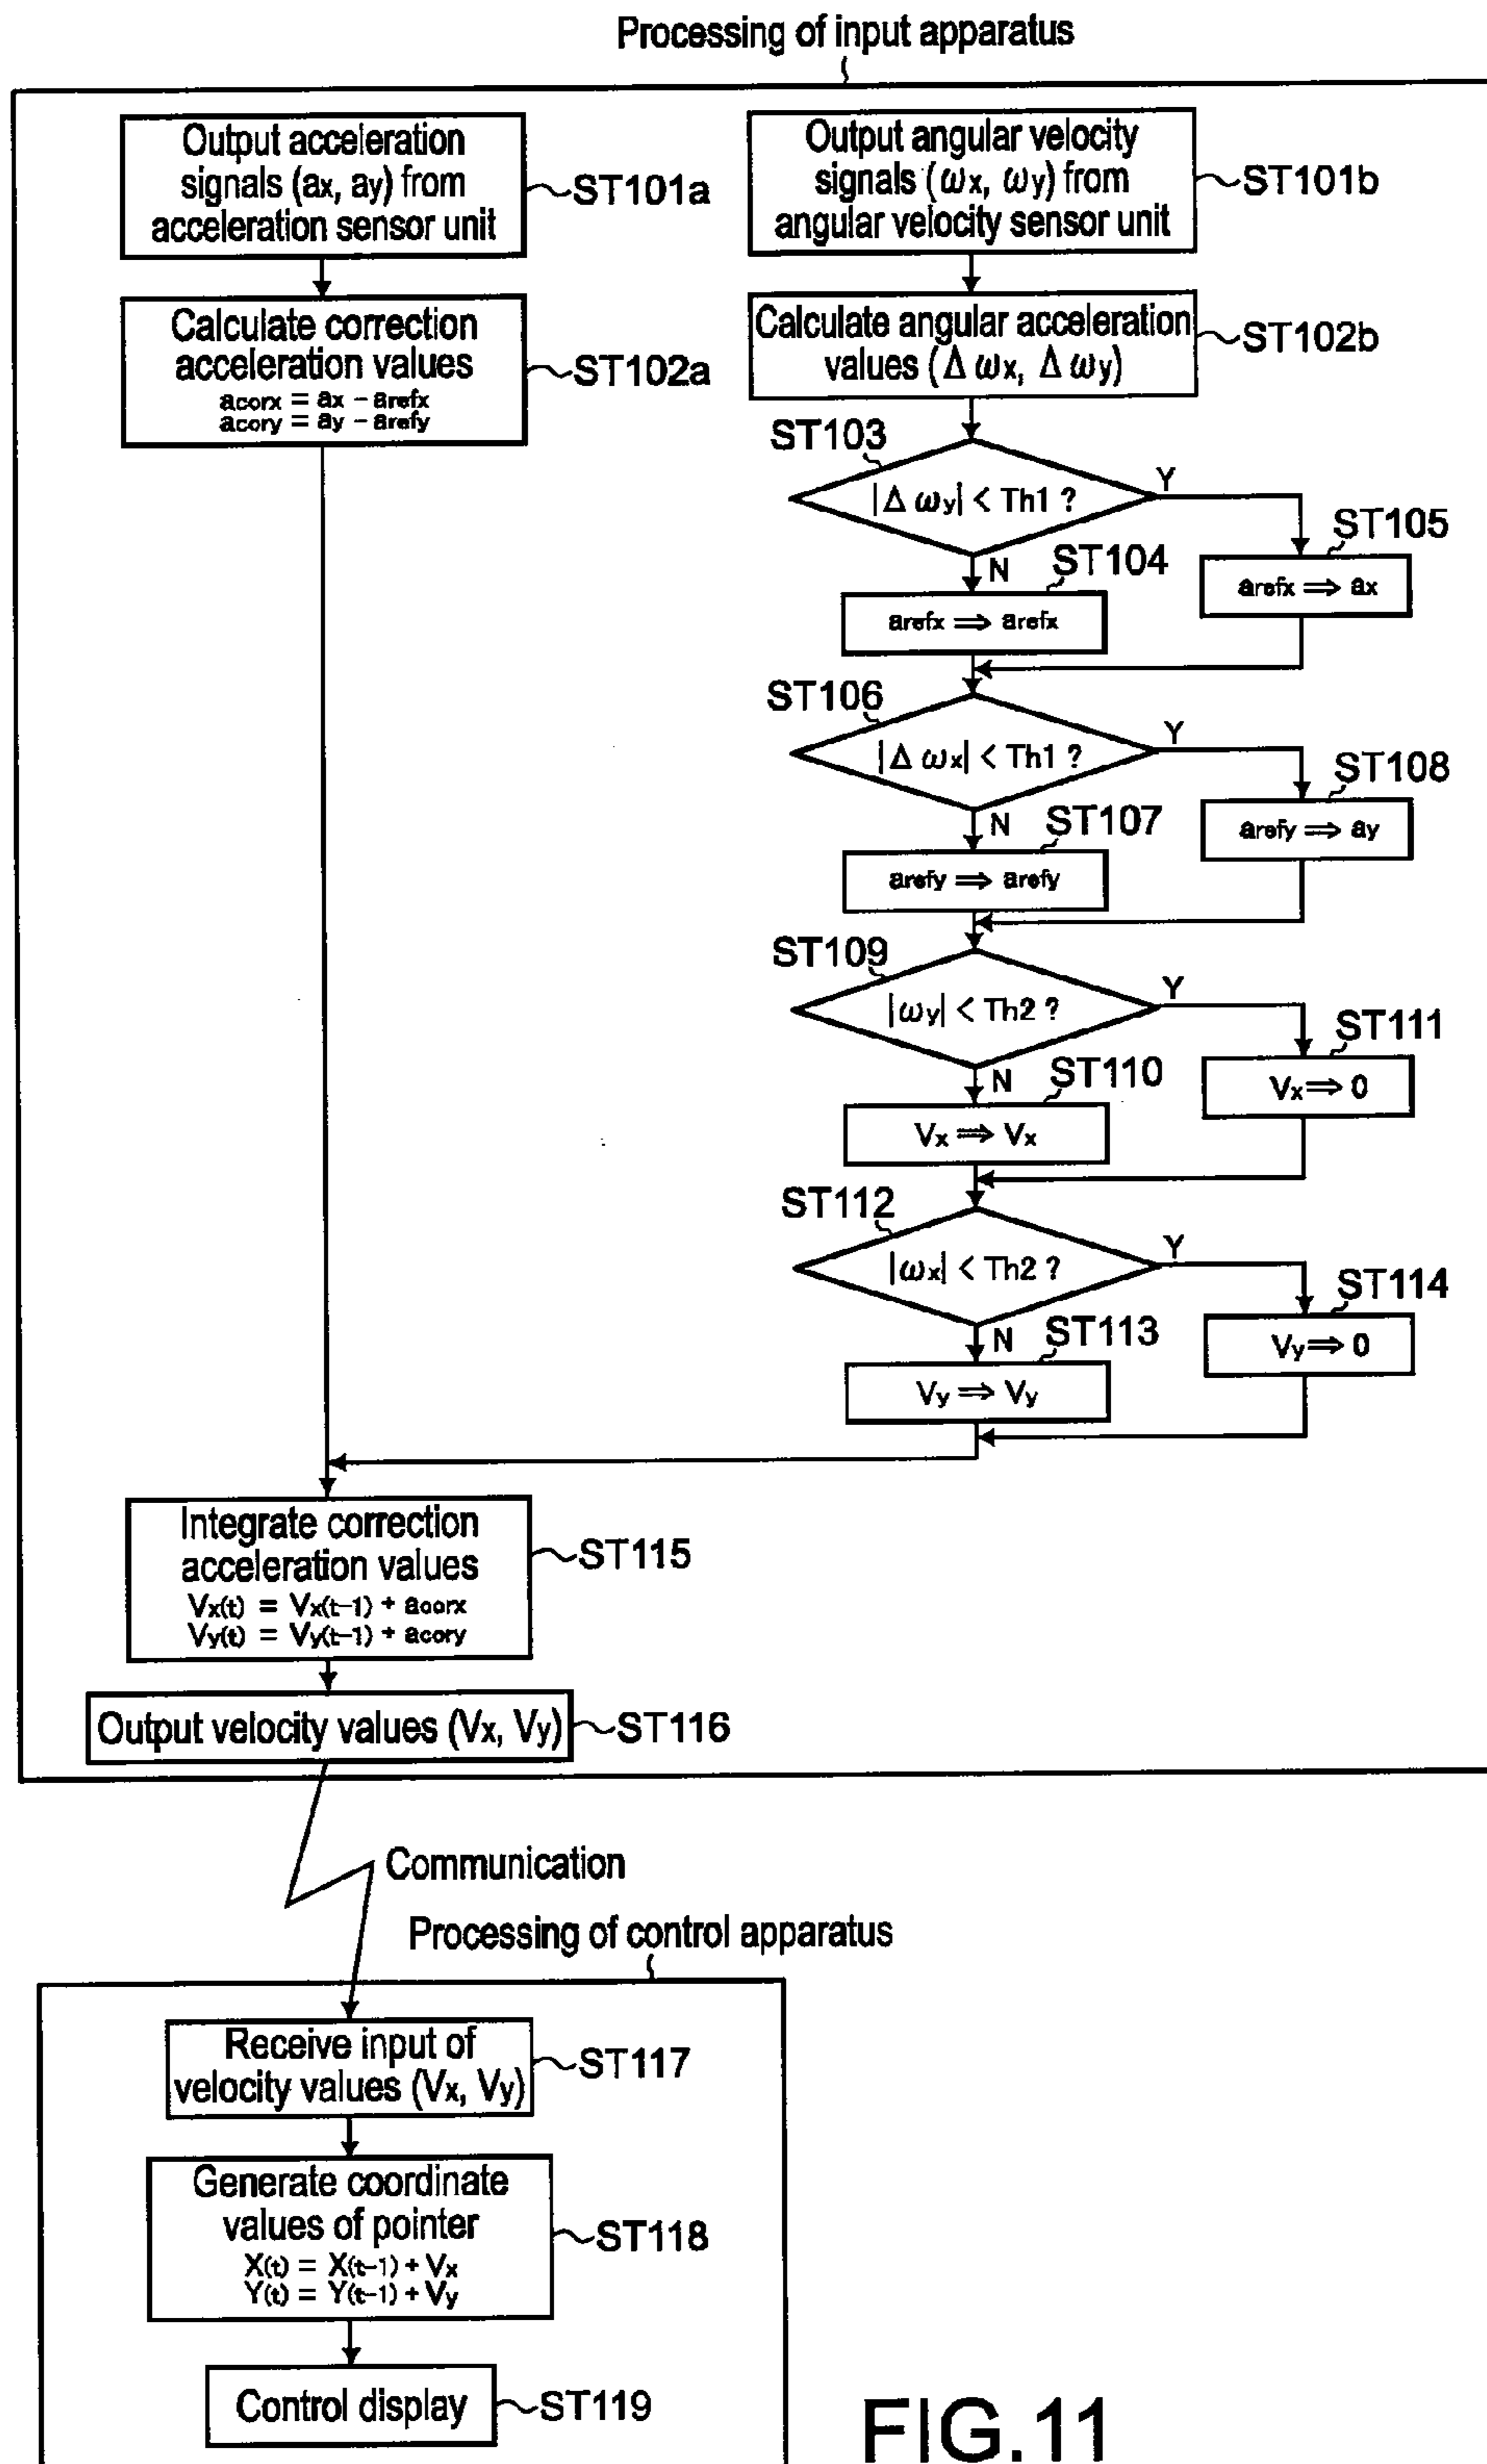 Processing of input apparatus
Output acceleration
signals (ax, ay) from
acceleration sensor unit
ST101a
Calculate correction
acceleration values
acorx = ax - arefx
acory = ay - arefy
ST102a
Output angular velocity
signals (ωx, ωy) from
angular velocity sensor unit
ST101b
Calculate angular acceleration
values (Δωx, Δωy)
ST102b
ST103
|Δωy| < Th1 ?
Y
N
ST104
arefx ⇒ arefx
ST105
arefx ⇒ ax
ST106
|Δωx| < Th1 ?
Y
N
ST107
arefy ⇒ arefy
ST108
arefy ⇒ ay
ST109
|ωy| < Th2 ?
Y
N
ST110
Vx ⇒ Vx
ST111
Vx ⇒ 0
ST112
|ωx| < Th2 ?
Y
N
ST113
Vy ⇒ Vy
ST114
Vy ⇒ 0
Integrate correction
acceleration values
Vx(t) = Vx(t-1) + acorx
Vy(t) = Vy(t-1) + acory
ST115
Output velocity values (Vx, Vy)
ST116
Communication
Processing of control apparatus
Receive input of
velocity values (Vx, Vy)
ST117
Generate coordinate
values of pointer
X(t) = X(t-1) + Vx
Y(t) = Y(t-1) + Vy
ST118
Control display
ST119
FIG.11